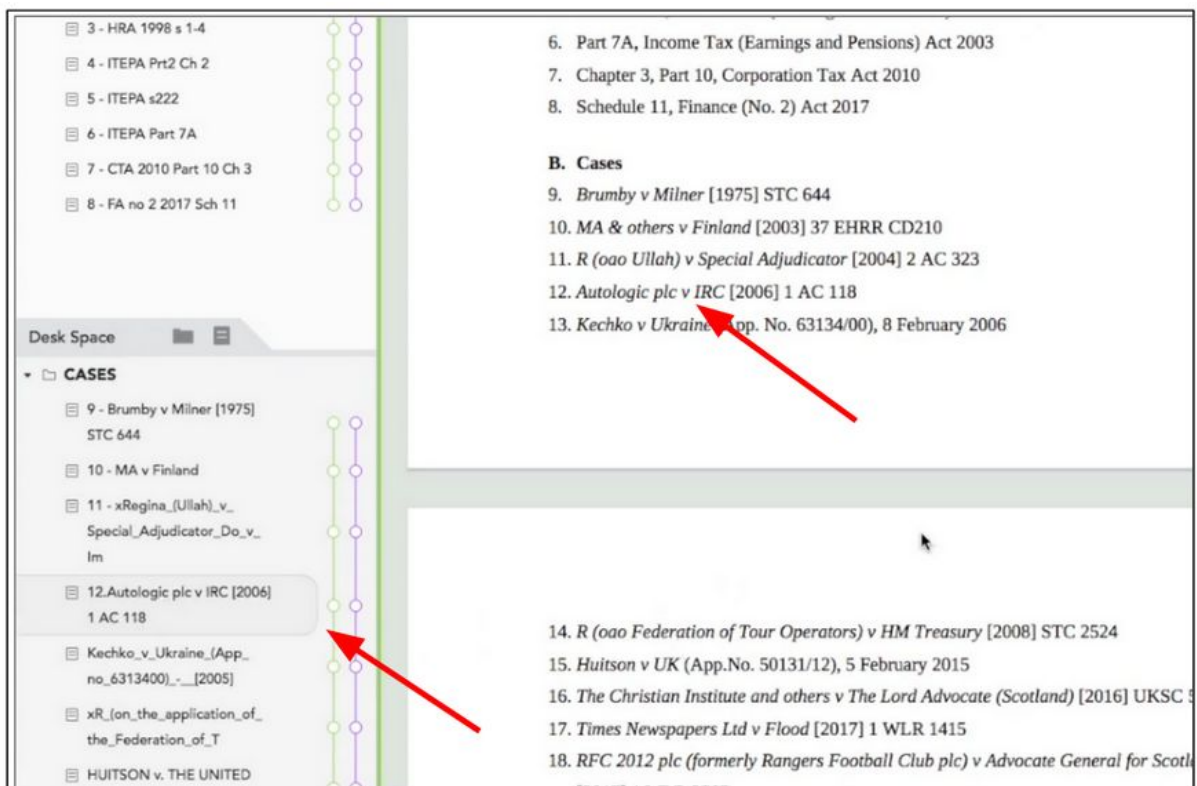 3 - HRA 1998 s 1-4
4 - ITEPA Prt2 Ch 2
5 - ITEPA s222
6 - ITEPA Part 7A
7 - CTA 2010 Part 10 Ch 3
8 - FA no 2 2017 Sch 11
Desk Space
CASES
9 - Brumby v Milner [1975]
STC 644
10 - MA v Finland
11 - xRegina_(Ullah)_v_
Special_Adjudicator_Do_v_
Im
12.Autologic plc v IRC [2006]
1 AC 118
Kechko_v_Ukraine_(App_
no_6313400)_-__[2005]
xR_(on_the_application_of_
the_Federation_of_T
HUITSON v. THE UNITED
6. Part 7A, Income Tax (Earnings and Pensions) Act 2003
7. Chapter 3, Part 10, Corporation Tax Act 2010
8. Schedule 11, Finance (No. 2) Act 2017
B. Cases
9. Brumby v Milner [1975] STC 644
10. MA & others v Finland [2003] 37 EHRR CD210
11. R (oao Ullah) v Special Adjudicator [2004] 2 AC 323
12. Autologic plc v IRC [2006] 1 AC 118
13. Kechko v Ukraine App. No. 63134/00), 8 February 2006
14. R (oao Federation of Tour Operators) v HM Treasury [2008] STC 2524
15. Huitson v UK (App.No. 50131/12), 5 February 2015
16. The Christian Institute and others v The Lord Advocate (Scotland) [2016] UKSC
17. Times Newspapers Ltd v Flood [2017] 1 WLR 1415
18. RFC 2012 plc (formerly Rangers Football Club plc) v Advocate General for